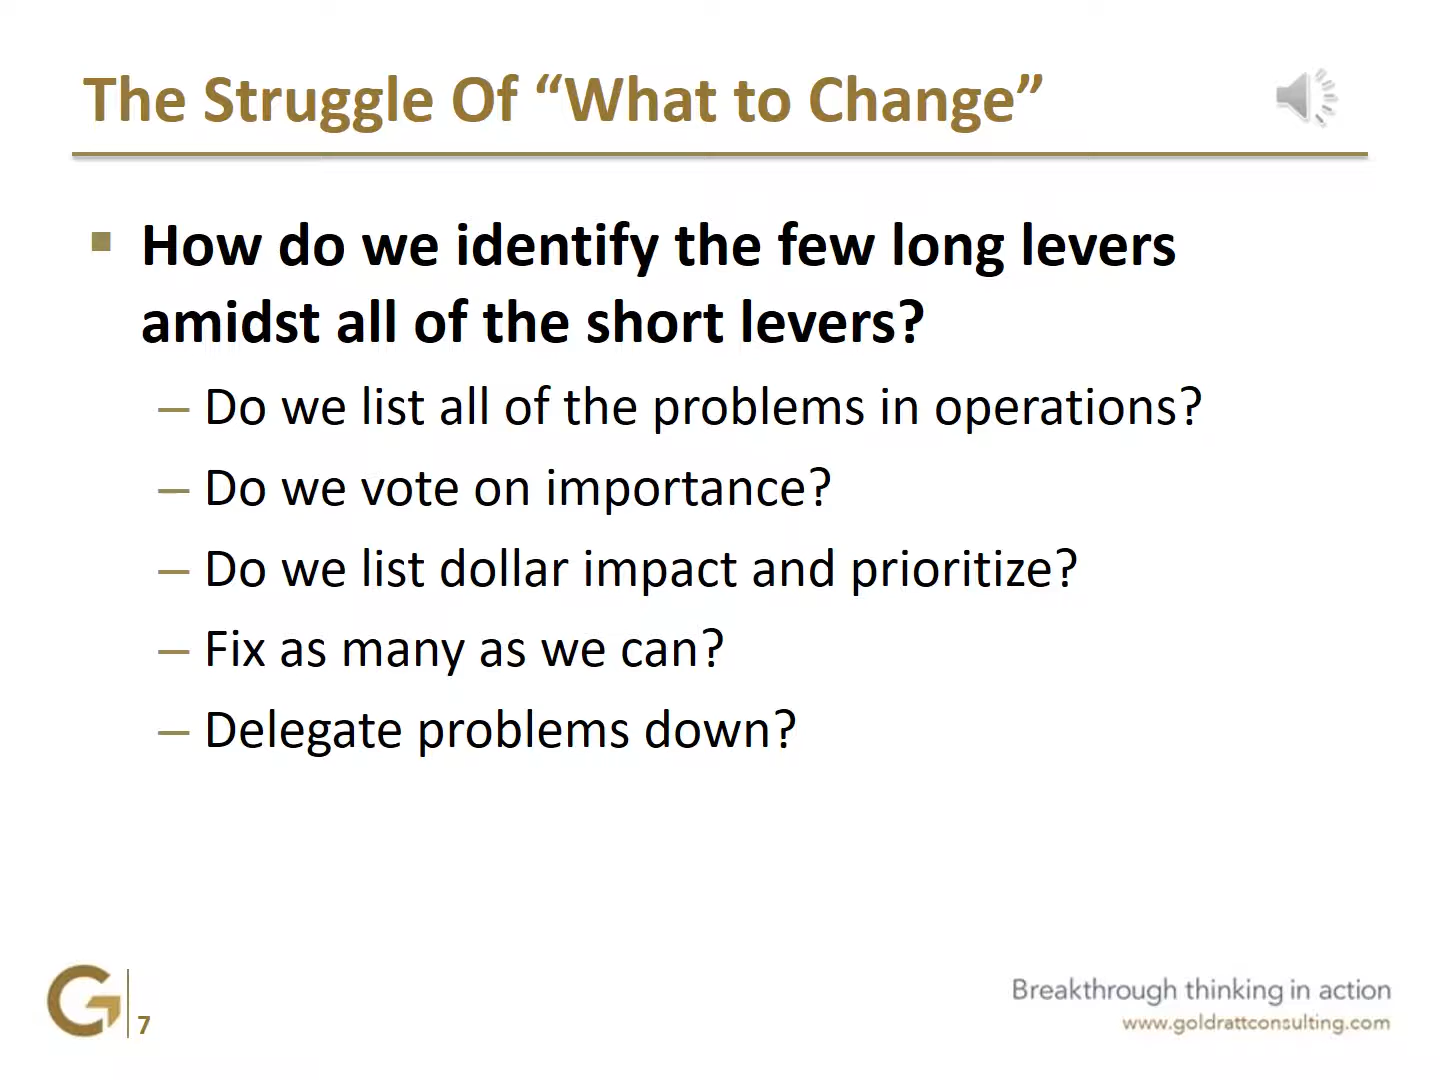 The Struggle Of “What to Change”
▪ How do we identify the few long levers
amidst all of the short levers?
– Do we list all of the problems in operations?
– Do we vote on importance?
– Do we list dollar impact and prioritize?
– Fix as many as we can?
– Delegate problems down?
G
7
Breakthrough thinking in action
www.goldrattconsulting.com